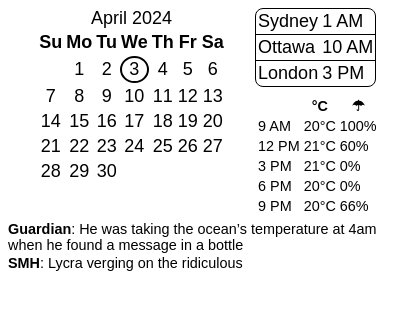 April 2024
Su Mo Tu We Th Fr Sa
1 2 3 4 5 6
7 8 9 10 11 12 13
14 15 16 17 18 19 20
21 22 23 24 25 26 27
28 29 30
Sydney 1 AM
Ottawa 10 AM
London 3 PM
°C ☂
9 AM 20°C 100%
12 PM 21°C 60%
3 PM 21°C 0%
6 PM 20°C 0%
9 PM 20°C 66%
Guardian: He was taking the ocean’s temperature at 4am
when he found a message in a bottle
SMH: Lycra verging on the ridiculous